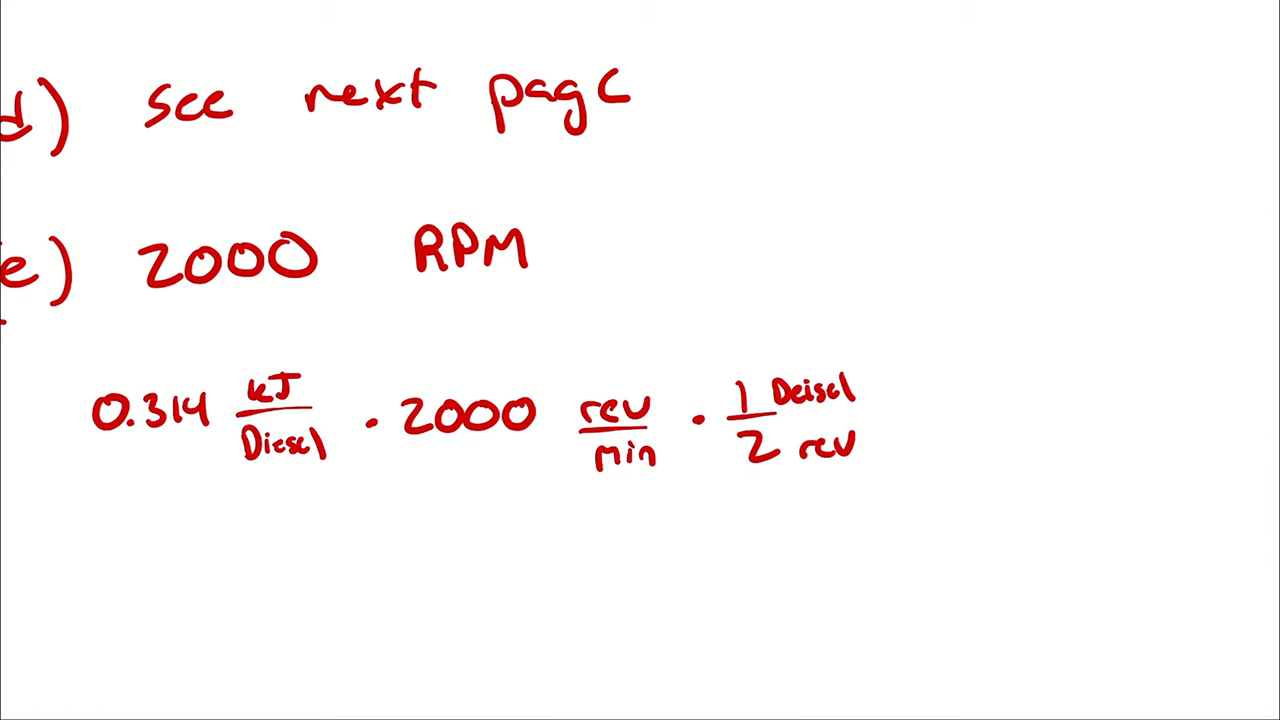 d) see next page
e) 2000 RPM
0.314 kJ/Diesel · 2000 rev/min · 1 Deisel/2 rev